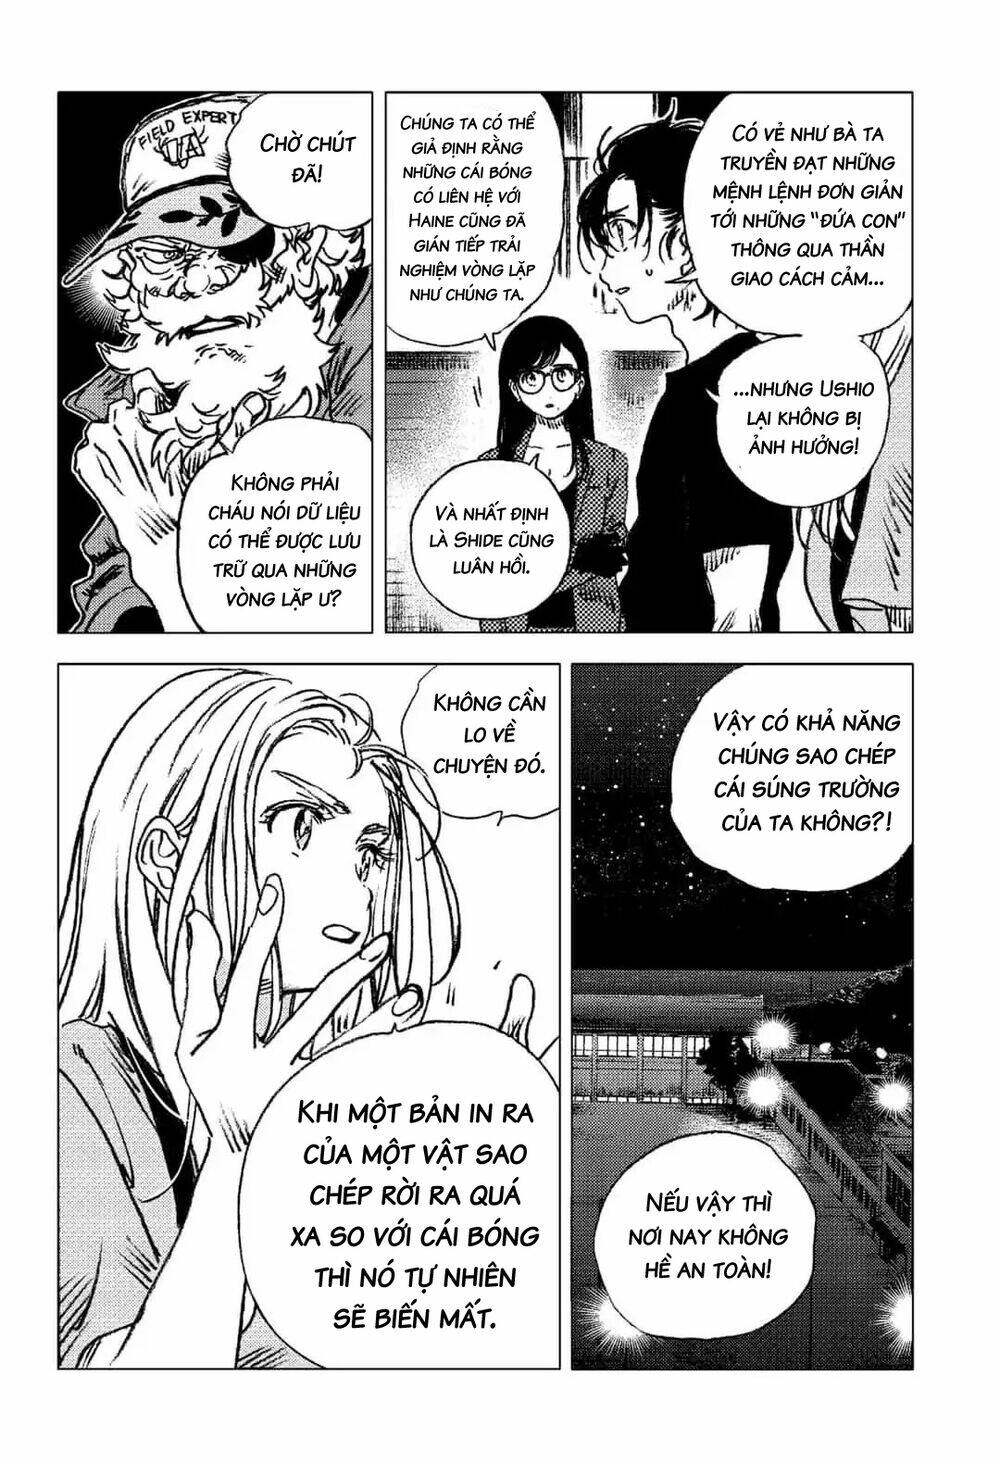 CÓ VẺ NHƯ BÀ TA
TRUYỀN ĐẠT NHỮNG
MỆNH LỆNH ĐƠN GIẢN
TỚI NHỮNG “ĐỨA CON”
THÔNG QUA THẦN
GIAO CÁCH CẢM...
...NHƯNG USHIO
LẠI KHÔNG BỊ
ẢNH HƯỞNG!
CHÚNG TA CÓ THỂ
GIẢ ĐỊNH RẰNG
NHỮNG CÁI BÓNG
CÓ LIÊN HỆ VỚI
HAINE CŨNG ĐÃ
GIÁN TIẾP TRẢI
NGHIỆM VÒNG LẶP
NHƯ CHÚNG TA.
VÀ NHẤT ĐỊNH
LÀ SHIDE CŨNG
LUÂN HỒI.
FIELD EXPERT
CHỜ CHÚT
ĐÃ!
KHÔNG PHẢI
CHÁU NÓI DỮ LIỆU
CÓ THỂ ĐƯỢC LƯU
TRỮ QUA NHỮNG
VÒNG LẶP Ư?
VẬY CÓ KHẢ NĂNG
CHÚNG SAO CHÉP
CÁI SÚNG TRƯỜNG
CỦA TA KHÔNG?!
NẾU VẬY THÌ
NƠI NAY KHÔNG
HỀ AN TOÀN!
KHÔNG CẦN
LO VỀ
CHUYỆN ĐÓ.
KHI MỘT BẢN IN RA
CỦA MỘT VẬT SAO
CHÉP RỜI RA QUÁ
XA SO VỚI CÁI BÓNG
THÌ NÓ TỰ NHIÊN
SẼ BIẾN MẤT.